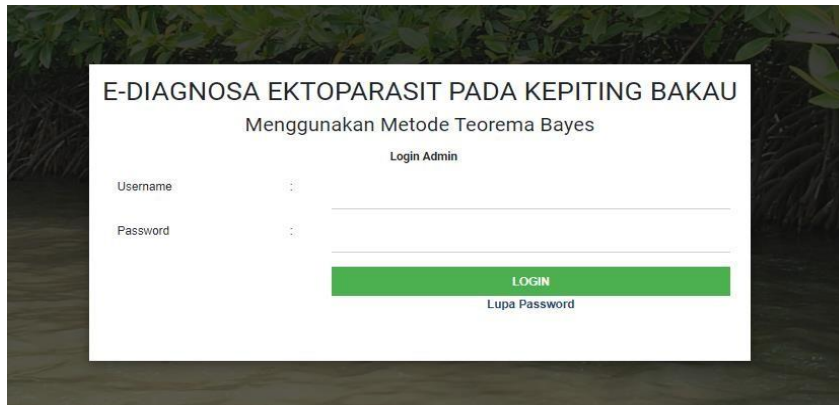 E-DIAGNOSA EKTOPARASIT PADA KEPITING BAKAU
Menggunakan Metode Teorema Bayes
Login Admin
Username :
Password :
LOGIN
Lupa Password